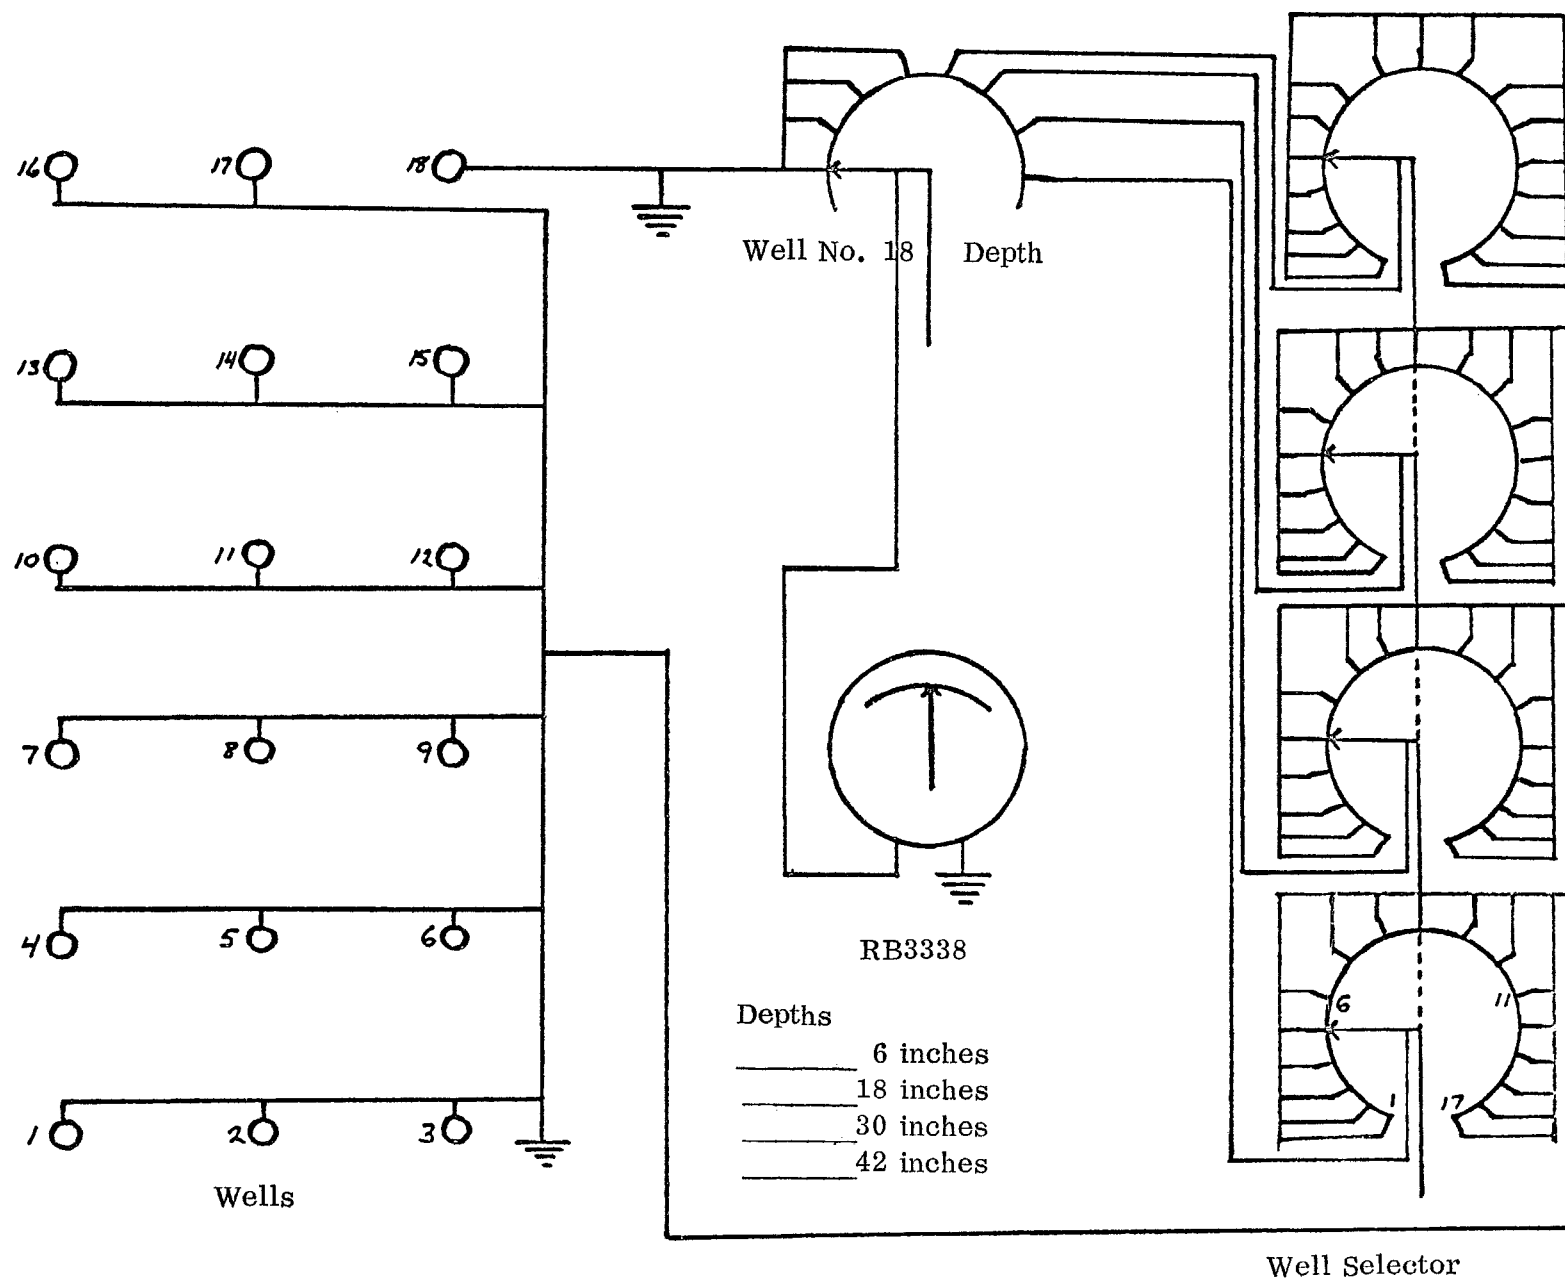 16 17 18
Well No. 18 Depth
13 14 15
10 11 12
7 8 9
4 5 6
RB3338
6 11
Depths
6 inches
18 inches
30 inches
42 inches
1 17
1 2 3
Wells
Well Selector